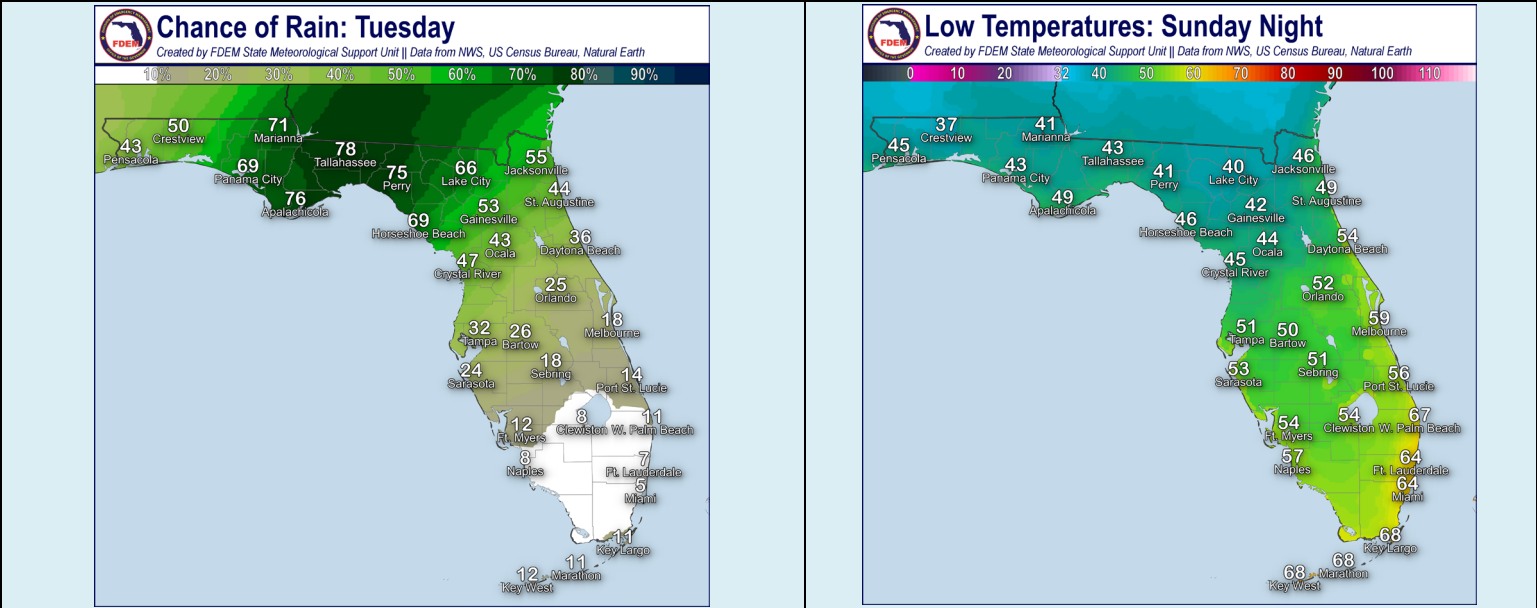 Chance of Rain: Tuesday
Created by FDEM State Meteorological Support Unit || Data from NWS, US Census Bureau, Natural Earth
FDEM
10% 20% 30% 40% 50% 60% 70% 80% 90%
50
Crestview
71
Marianna
43
Pensacola
78
Tallahassee
69
Panama City
75
Perry
66
Lake City
55
Jacksonville
76
Apalachicola
44
St. Augustine
53
Gainesville
69
Horseshoe Beach
43
Ocala
36
Daytona Beach
47
Crystal River
25
Orlando
18
Melbourne
32
Tampa
26
Bartow
18
Sebring
24
Sarasota
14
Port St. Lucie
12
Ft. Myers
8
Clewiston
11
W. Palm Beach
8
Naples
7
Ft. Lauderdale
5
Miami
11
Key Largo
11
Marathon
12
Key West
Low Temperatures: Sunday Night
Created by FDEM State Meteorological Support Unit || Data from NWS, US Census Bureau, Natural Earth
FDEM
0 10 20 32 40 50 60 70 80 90 100 110
37
Crestview
41
Marianna
45
Pensacola
43
Tallahassee
43
Panama City
41
Perry
40
Lake City
46
Jacksonville
49
Apalachicola
49
St. Augustine
42
Gainesville
46
Horseshoe Beach
44
Ocala
54
Daytona Beach
45
Crystal River
52
Orlando
59
Melbourne
51
Tampa
50
Bartow
51
Sebring
53
Sarasota
56
Port St. Lucie
54
Ft. Myers
54
Clewiston
67
W. Palm Beach
57
Naples
64
Ft. Lauderdale
64
Miami
68
Key Largo
68
Marathon
68
Key West